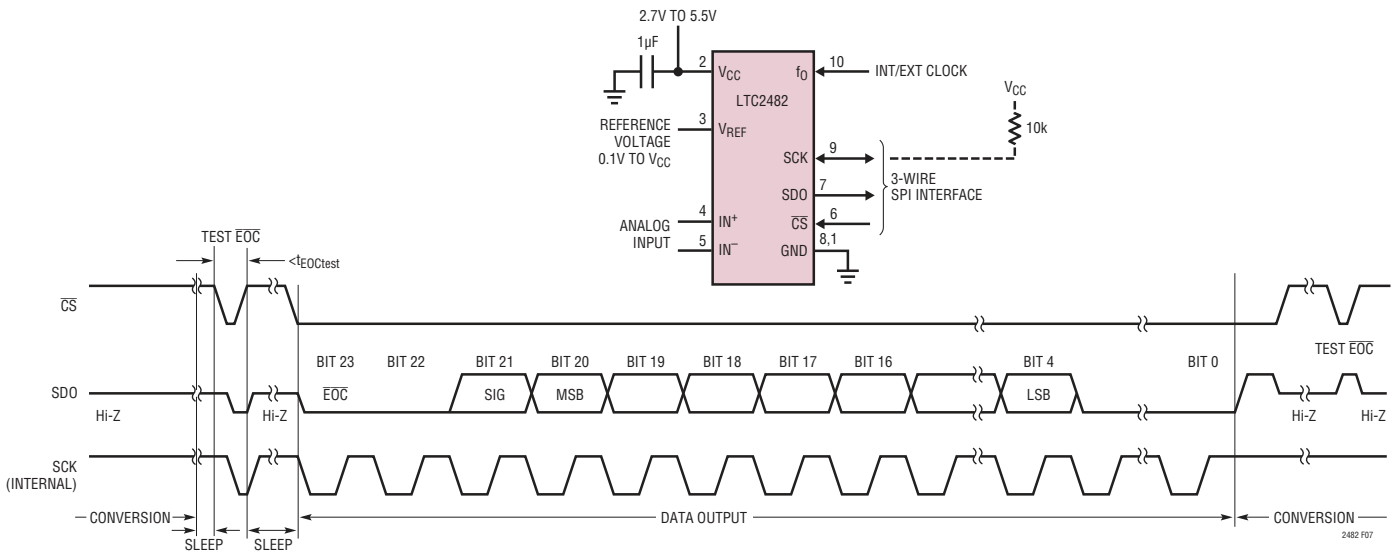 2.7V TO 5.5V
1µF
2
VCC
fO
10
INT/EXT CLOCK
LTC2482
VCC
10k
REFERENCE
VOLTAGE
0.1V TO VCC
3
VREF
SCK
9
SDO
7
3-WIRE
SPI INTERFACE
ANALOG
INPUT
4
IN+
CS
6
5
IN–
GND
8,1
TEST EOC
<tEOCtest
CS
TEST EOC
BIT 23
BIT 22
BIT 21
BIT 20
BIT 19
BIT 18
BIT 17
BIT 16
BIT 4
BIT 0
SDO
EOC
SIG
MSB
LSB
Hi-Z
Hi-Z
Hi-Z
Hi-Z
SCK
(INTERNAL)
CONVERSION
DATA OUTPUT
CONVERSION
SLEEP
SLEEP
2482 F07